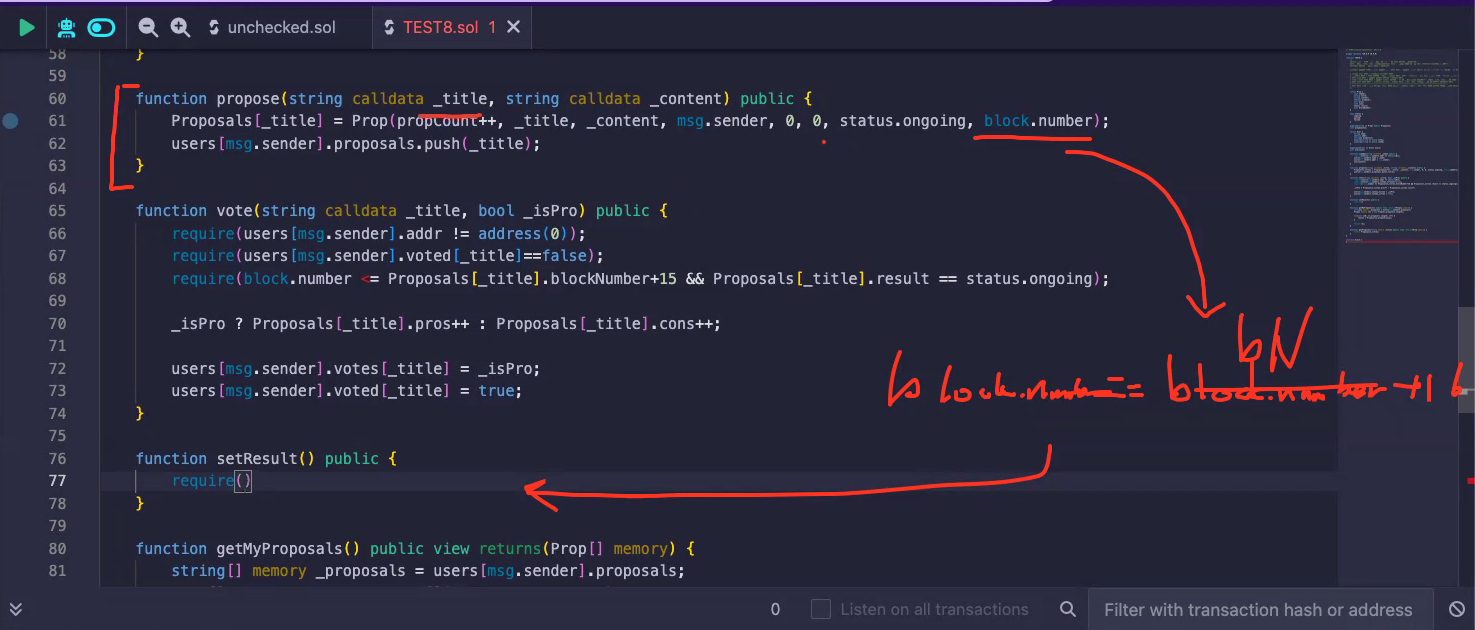 unchecked.sol TEST8.sol 1
58 }
59
60 function propose(string calldata _title, string calldata _content) public {
61 Proposals[_title] = Prop(propCount++, _title, _content, msg.sender, 0, 0, status.ongoing, block.number);
62 users[msg.sender].proposals.push(_title);
63 }
64
65 function vote(string calldata _title, bool _isPro) public {
66 require(users[msg.sender].addr != address(0));
67 require(users[msg.sender].voted[_title]==false);
68 require(block.number <= Proposals[_title].blockNumber+15 && Proposals[_title].result == status.ongoing);
69
70 _isPro ? Proposals[_title].pros++ : Proposals[_title].cons++;
71
72 users[msg.sender].votes[_title] = _isPro;
73 users[msg.sender].voted[_title] = true;
bN
block.number == block.number +1
74 }
75
76 function setResult() public {
77 require()
78 }
79
80 function getMyProposals() public view returns(Prop[] memory) {
81 string[] memory _proposals = users[msg.sender].proposals;
0 Listen on all transactions Filter with transaction hash or address